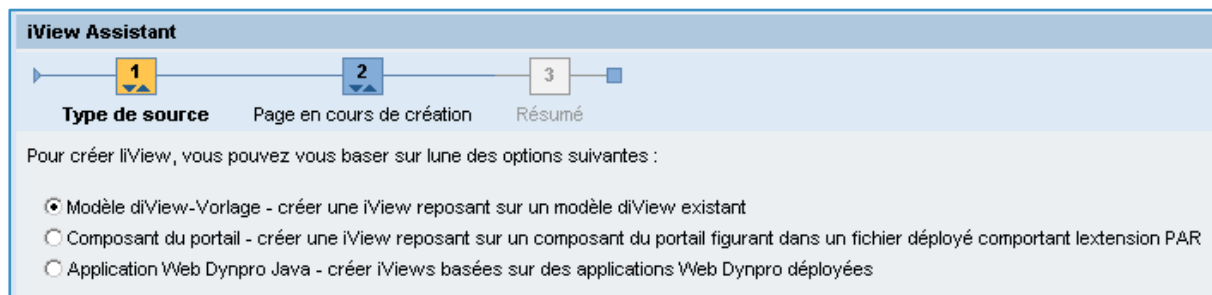 iView Assistant
1 2 3
Type de source Page en cours de création Résumé
Pour créer liView, vous pouvez vous baser sur lune des options suivantes :
Modèle diView-Vorlage - créer une iView reposant sur un modèle diView existant
Composant du portail - créer une iView reposant sur un composant du portail figurant dans un fichier déployé comportant lextension PAR
Application Web Dynpro Java - créer iViews basées sur des applications Web Dynpro déployées